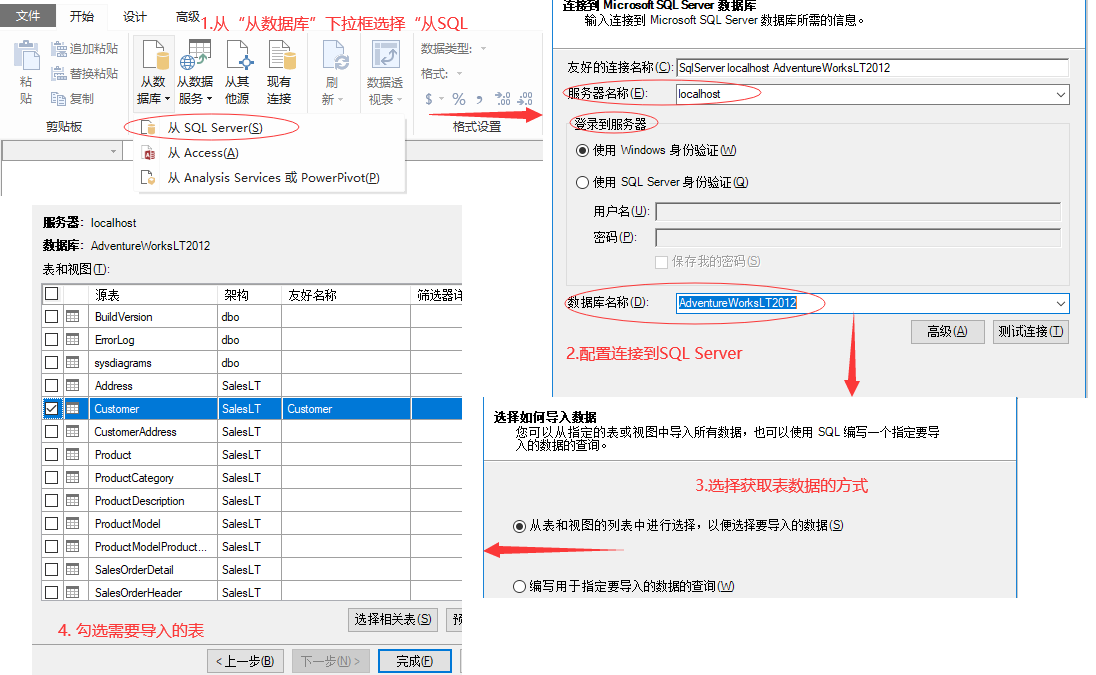 文件 开始 设计 高级
1.从“从数据库”下拉框选择“从SQL
粘
贴
追加粘贴
替换粘贴
复制
剪贴板
从数
据库
从数据
服务
从其
他源
现有
连接
刷
新
数据透
视表
数据类型:
格式:
$ % , .00 .00
格式设置
从 SQL Server(S)
从 Access(A)
从 Analysis Services 或 PowerPivot(P)
连接到 Microsoft SQL Server 数据库
输入连接到 Microsoft SQL Server 数据库所需的信息。
友好的连接名称(C): SqlServer localhost AdventureWorksLT2012
服务器名称(E): localhost
登录到服务器
使用 Windows 身份验证(W)
使用 SQL Server 身份验证(Q)
用户名(U):
密码(P):
保存我的密码(S)
数据库名称(D): AdventureWorksLT2012
高级(A) 测试连接(T)
2.配置连接到SQL Server
选择如何导入数据
您可以从指定的表或视图中导入所有数据，也可以使用 SQL 编写一个指定要导
入的数据的查询。
3.选择获取表数据的方式
从表和视图的列表中进行选择，以便选择要导入的数据(S)
编写用于指定要导入的数据的查询(W)
服务器: localhost
数据库: AdventureWorksLT2012
表和视图(T):
源表 架构 友好名称 筛选器详
BuildVersion dbo
ErrorLog dbo
sysdiagrams dbo
Address SalesLT
Customer SalesLT Customer
CustomerAddress SalesLT
Product SalesLT
ProductCategory SalesLT
ProductDescription SalesLT
ProductModel SalesLT
ProductModelProduct... SalesLT
SalesOrderDetail SalesLT
SalesOrderHeader SalesLT
选择相关表(S) 预
4. 勾选需要导入的表
< 上一步(B) 下一步(N) > 完成(F)